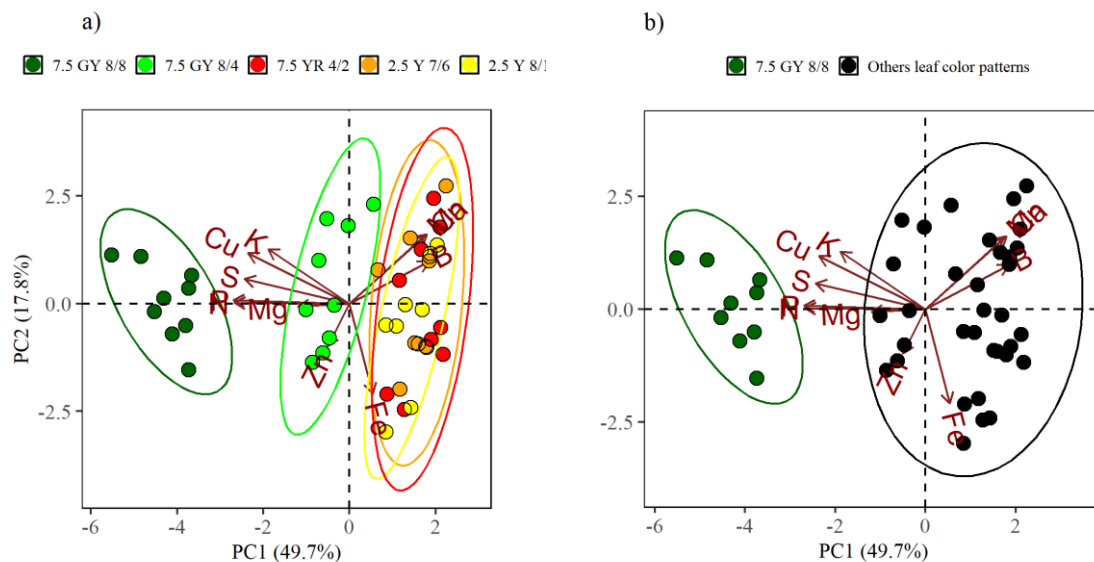 a)
7.5 GY 8/8 7.5 GY 8/4 7.5 YR 4/2 2.5 Y 7/6 2.5 Y 8/1
PC2 (17.8%)
2.5
0.0
-2.5
Cu
K
S
Mg
Zn
Fe
B
-6 -4 -2 0 2
PC1 (49.7%)
b)
7.5 GY 8/8 Others leaf color patterns
2.5
0.0
-2.5
Cu
K
S
Mg
Zn
Fe
B
-6 -4 -2 0 2
PC1 (49.7%)